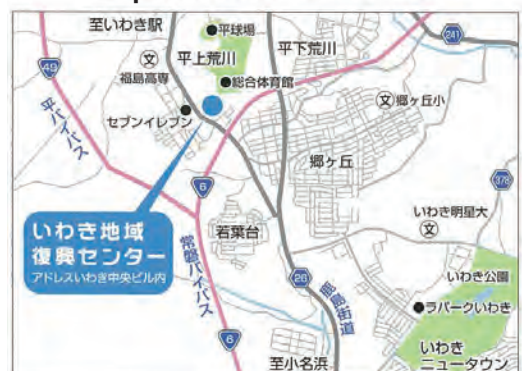 至いわき駅
平球場
平上荒川
平下荒川
241
49
文
福島高専
総合体育館
文 郷ヶ丘小
セブンイレブン
平バイパス
郷ヶ丘
6
378
いわき地域
復興センター
アドレスいわき中央ビル内
若葉台
いわき明星大
文
常磐バイパス
26
鹿島街道
いわき公園
ラパークいわき
6
いわき
ニュータウン
至小名浜